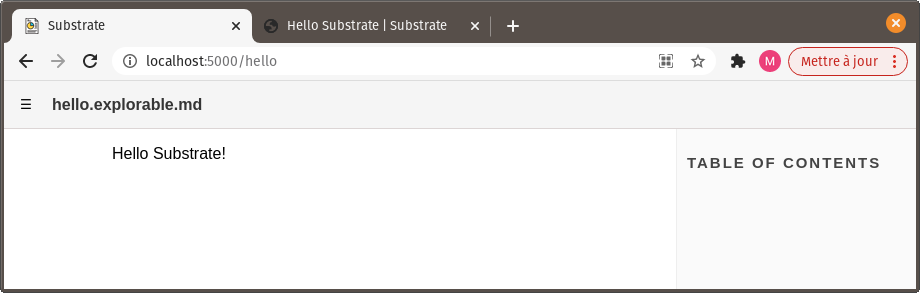 Substrate
Hello Substrate | Substrate
localhost:5000/hello
M
Mettre à jour
hello.explorable.md
Hello Substrate!
TABLE OF CONTENTS